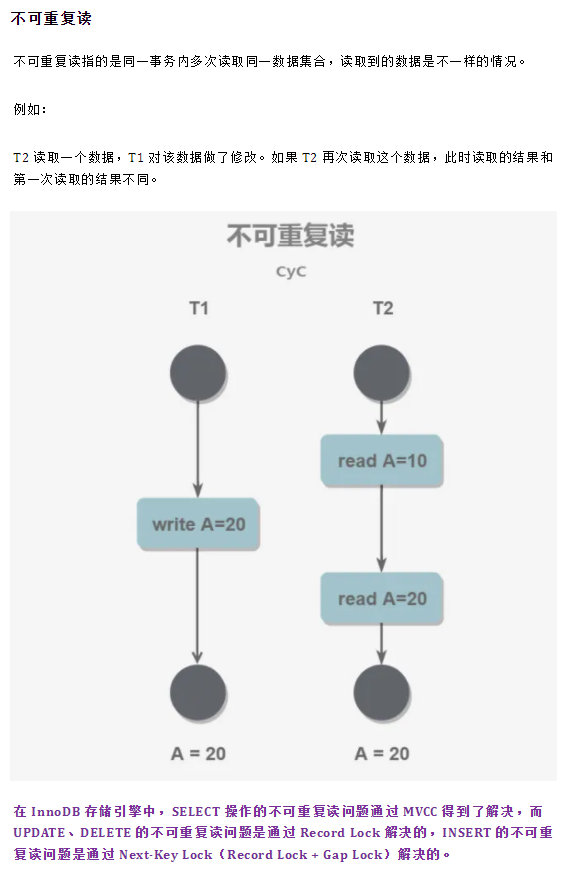 不可重复读
不可重复读指的是同一事务内多次读取同一数据集合，读取到的数据是不一样的情况。
例如：
T2 读取一个数据，T1 对该数据做了修改。如果 T2 再次读取这个数据，此时读取的结果和
第一次读取的结果不同。
不可重复读
CyC
T1
T2
read A=10
write A=20
read A=20
A = 20
A = 20
在 InnoDB 存储引擎中，SELECT 操作的不可重复读问题通过 MVCC 得到了解决，而
UPDATE、DELETE 的不可重复读问题是通过 Record Lock 解决的，INSERT 的不可重
复读问题是通过 Next-Key Lock（Record Lock + Gap Lock）解决的。